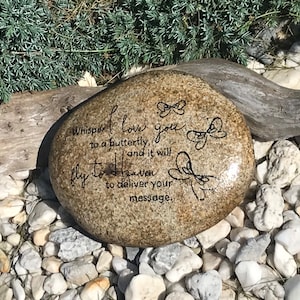 Whisper I love you
to a butterfly,
and it will
fly to Heaven
to deliver your
message.